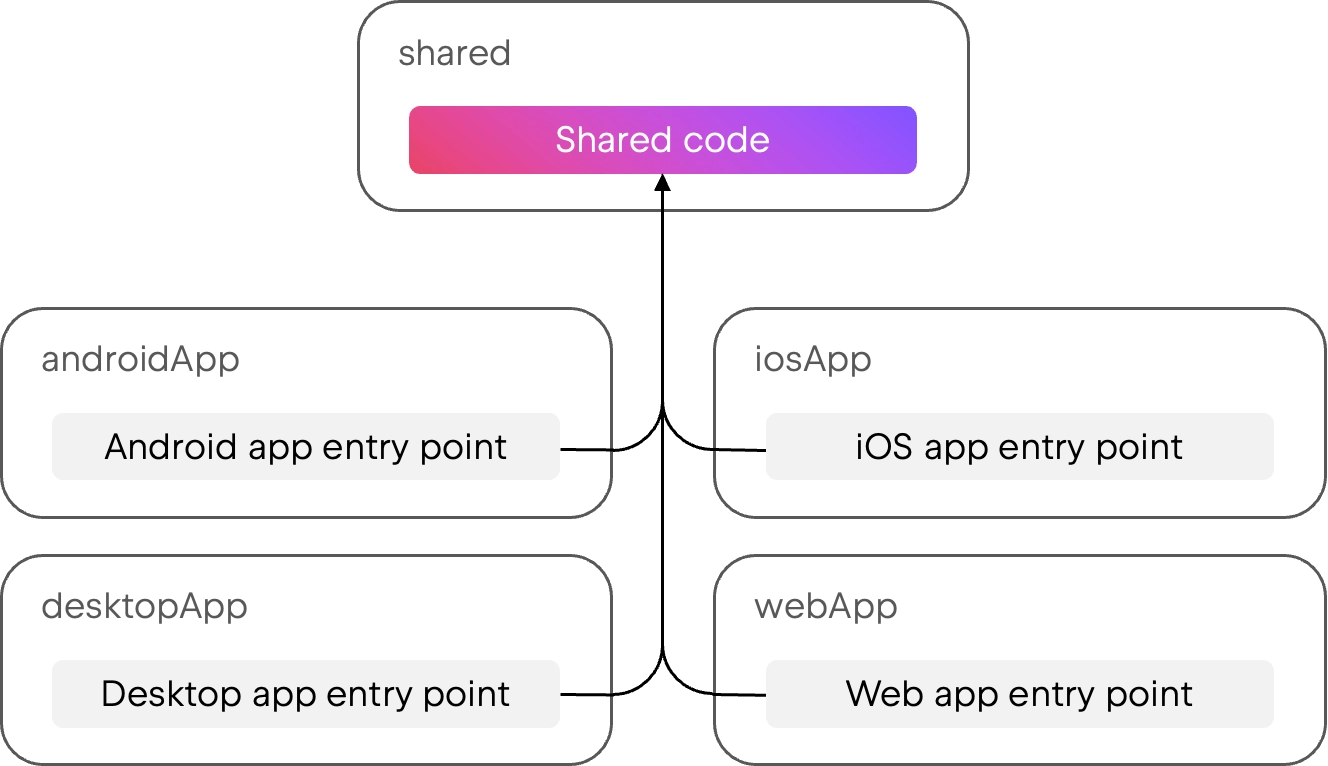 shared
Shared code
androidApp
Android app entry point
iosApp
iOS app entry point
desktopApp
Desktop app entry point
webApp
Web app entry point